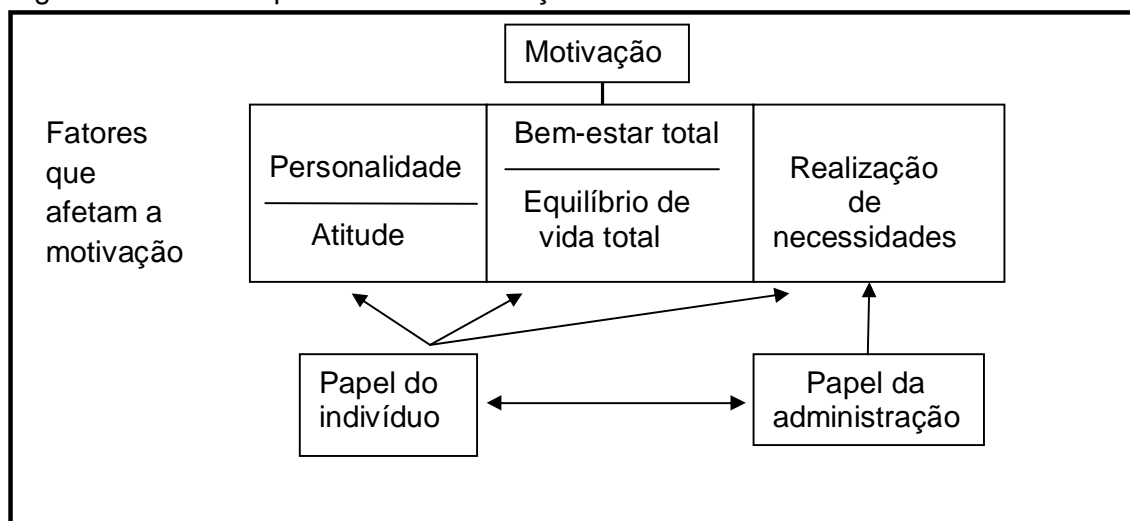 Motivação
Fatores
que
afetam a
motivação
Personalidade
Atitude
Bem-estar total
Equilíbrio de
vida total
Realização
de
necessidades
Papel do
indivíduo
Papel da
administração